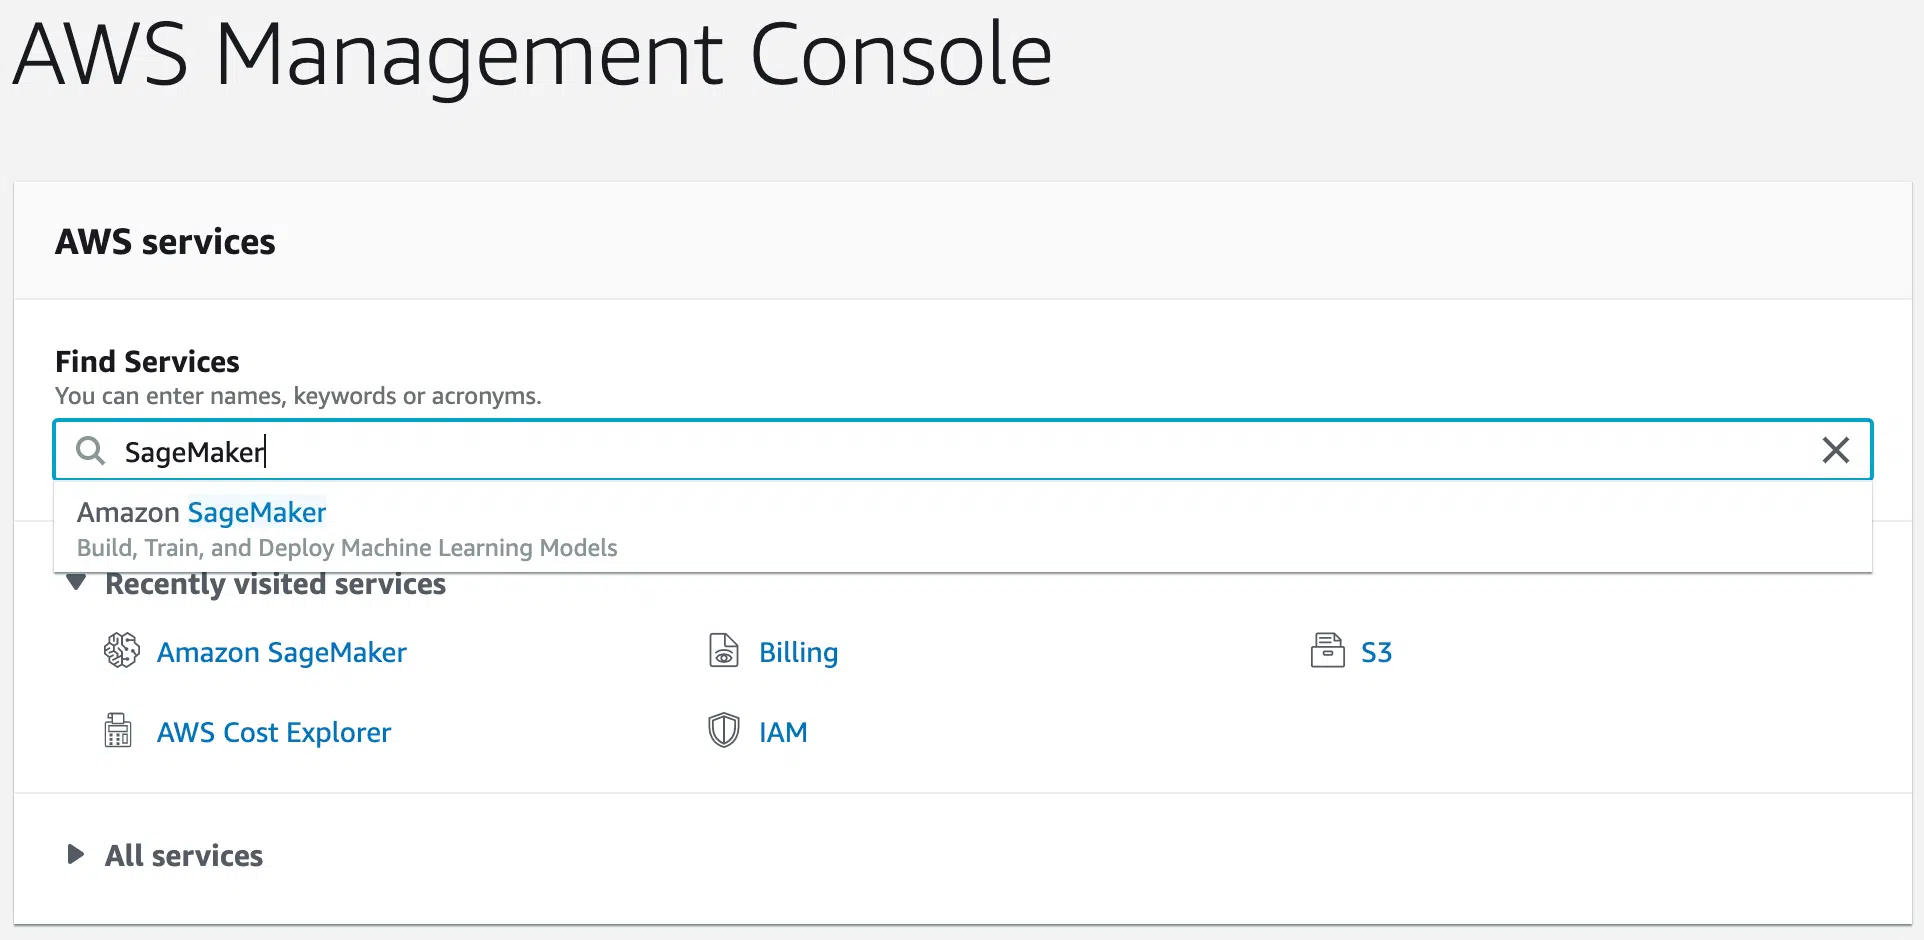 AWS Management Console
AWS services
Find Services
You can enter names, keywords or acronyms.
SageMaker
Amazon SageMaker
Build, Train, and Deploy Machine Learning Models
Recently visited services
Amazon SageMaker
Billing
S3
AWS Cost Explorer
IAM
All services